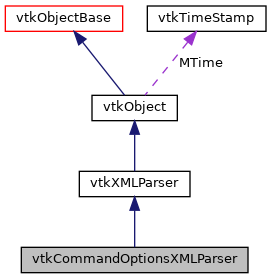 vtkObjectBase
vtkTimeStamp
MTime
vtkObject
vtkXMLParser
vtkCommandOptionsXMLParser